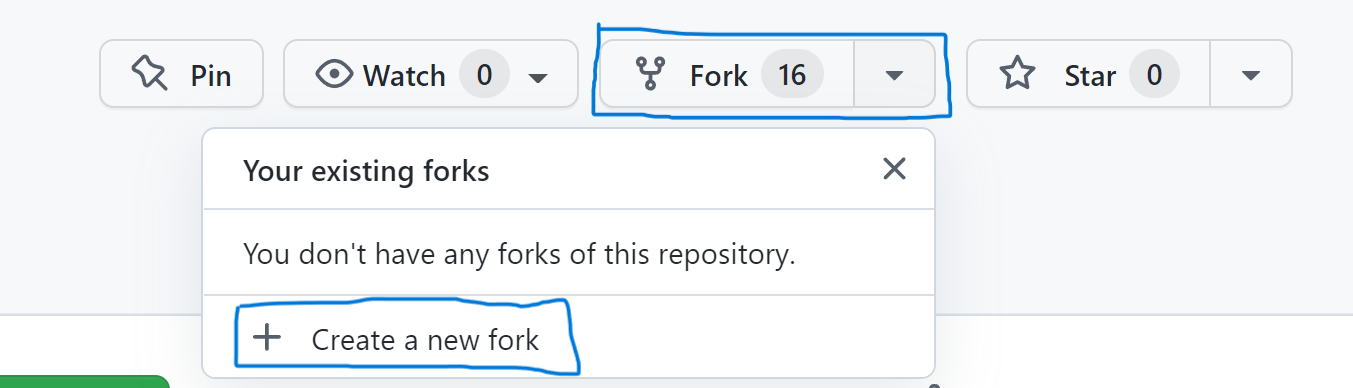 Pin Watch 0 Fork 16 Star 0
Your existing forks
You don't have any forks of this repository.
Create a new fork